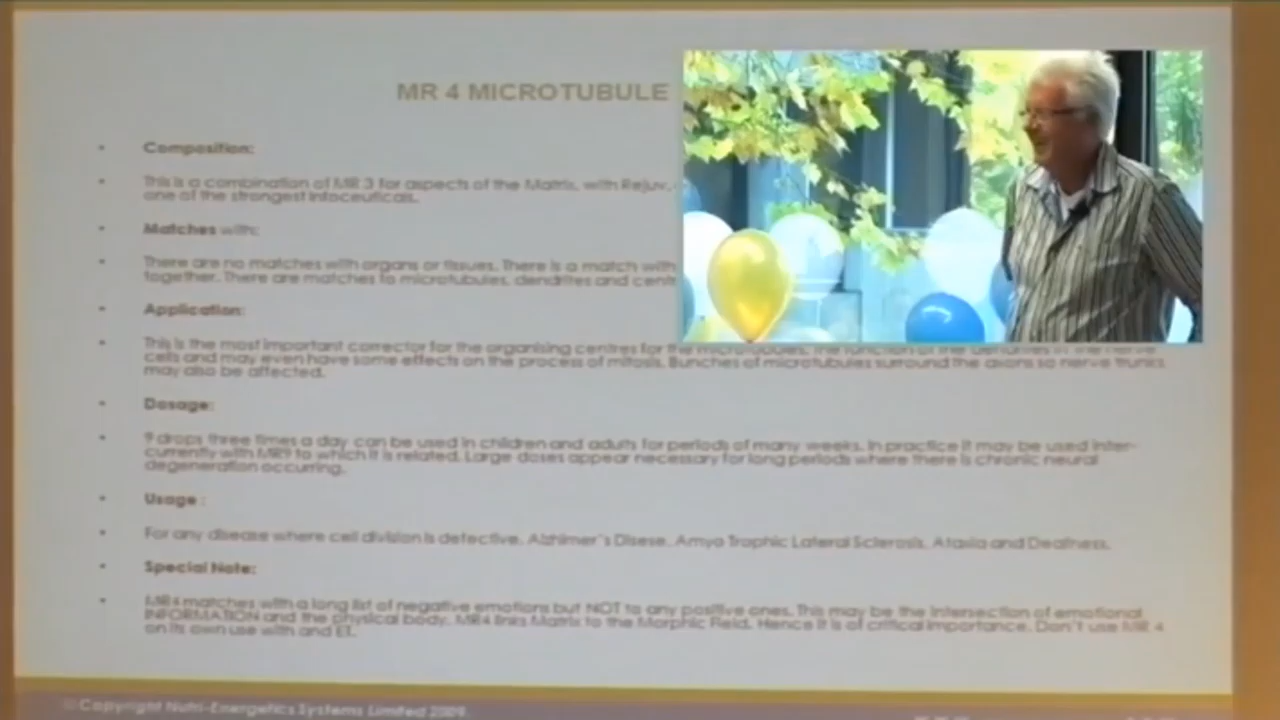 MR 4 MICROTUBULE
• Composition:
• This is a combination of MR 3 for aspects of the Matrix, with Rejuv.
one of the strongest infoceuticals.
• Matches with:
• There are no matches with organs or tissues. There is a match with
together. There are matches to microtubules, dendrites and
• Application:
• This is the most important corrector for the organising centres for the microtubules, the function of the dendrites in the nerve
cells and may even have some effects on the process of mitosis. Bunches of microtubules surround the axons so nerve trunks
may also be affected.
• Dosage:
• 9 drops three times a day can be used in children and adults for periods of many weeks. In practice it may be used inter-
currently with MR9 to which it is related. Large doses appear necessary for long periods where there is chronic neural
degeneration occurring.
• Usage :
• For any disease where cell division is defective. Alzhimer's Disese, Amyo Trophic Lateral Sclerosis, Ataxia and Deafness.
• Special Note:
• MR4 matches with a long list of negative emotions but NOT to any positive ones. This may be the intersection of emotional
INFORMATION and the physical body. MR4 links Matrix to the Morphic Field. Hence it is of critical importance. Don't use MR 4
on its own use with and ET.
© Copyright Nutri-Energetics Systems Limited 2009.